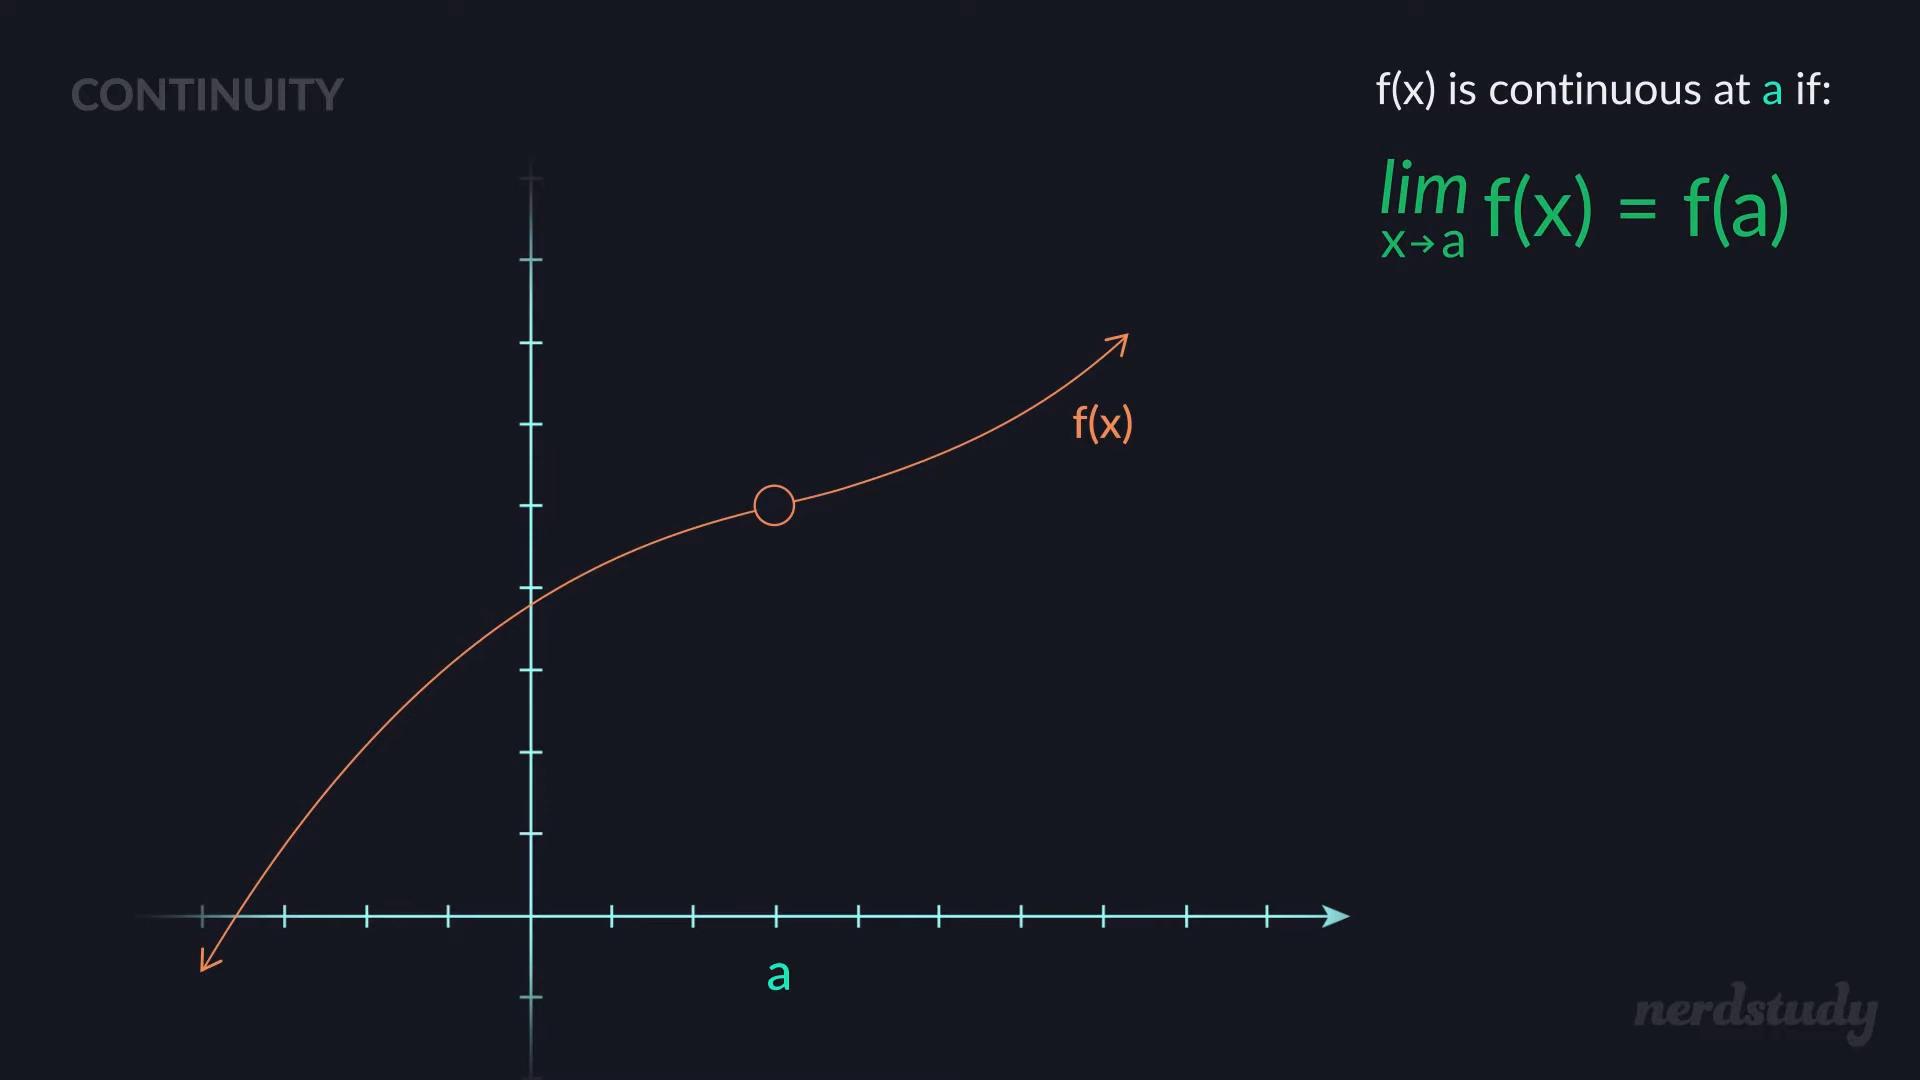 CONTINUITY
f(x) is continuous at a if:
lim f(x) = f(a)
x→a
f(x)
a
nerdstudy